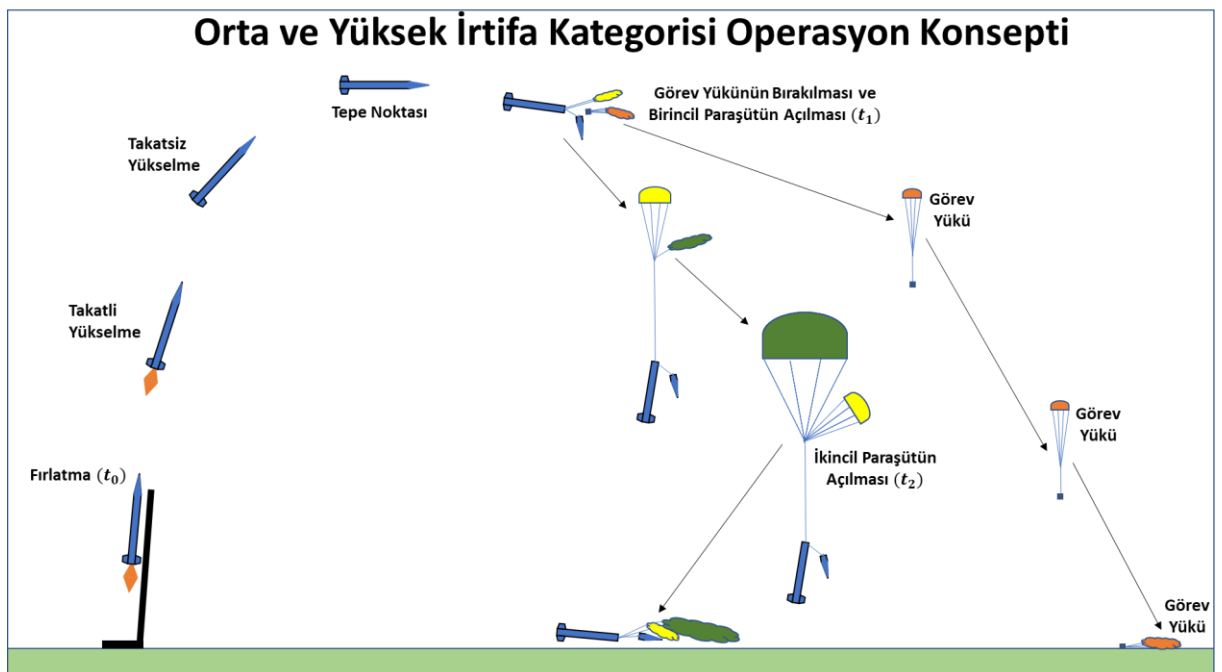 Orta ve Yüksek İrtifa Kategorisi Operasyon Konsepti
Tepe Noktası
Görev Yükünün Bırakılması ve
Birincil Paraşütün Açılması (t₁)
Takatsiz
Yükselme
Görev
Yükü
Takatli
Yükselme
Görev
Yükü
İkincil Paraşütün
Açılması (t₂)
Fırlatma (t₀)
Görev
Yükü